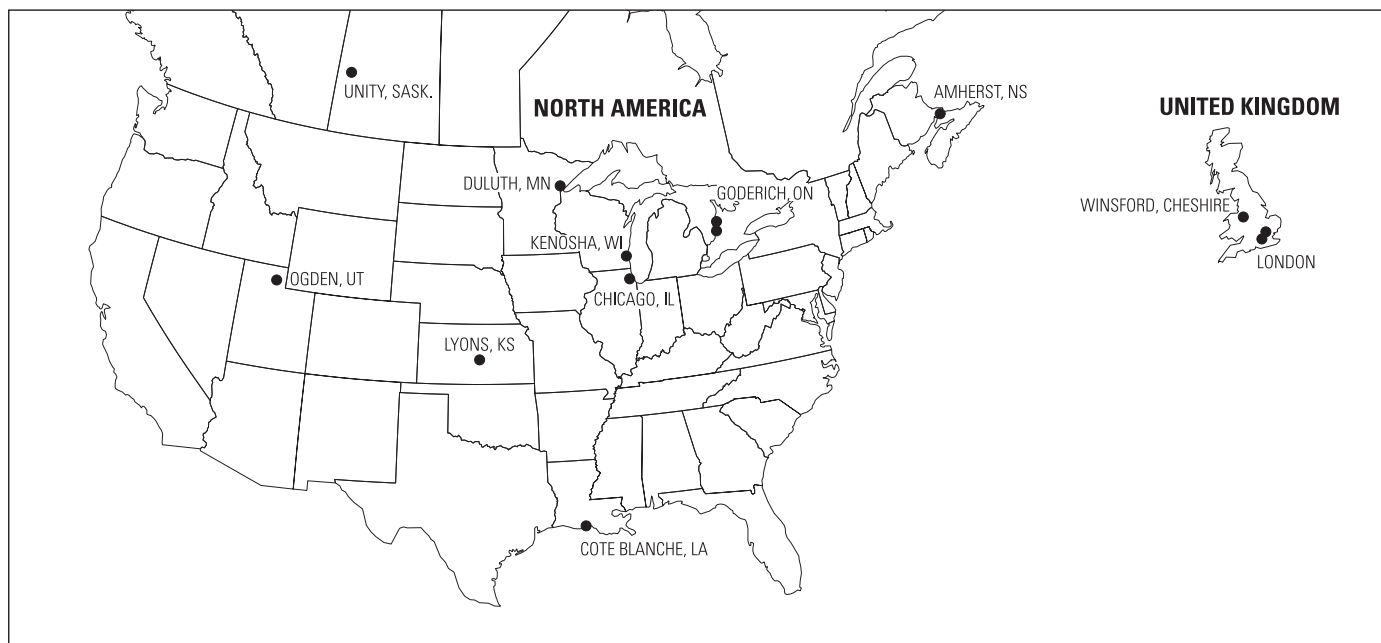 UNITY, SASK.
NORTH AMERICA
AMHERST, NS
UNITED KINGDOM
DULUTH, MN
GODERICH, ON
WINSFORD, CHESHIRE
KENOSHA, WI
LONDON
OGDEN, UT
CHICAGO, IL
LYONS, KS
COTE BLANCHE, LA